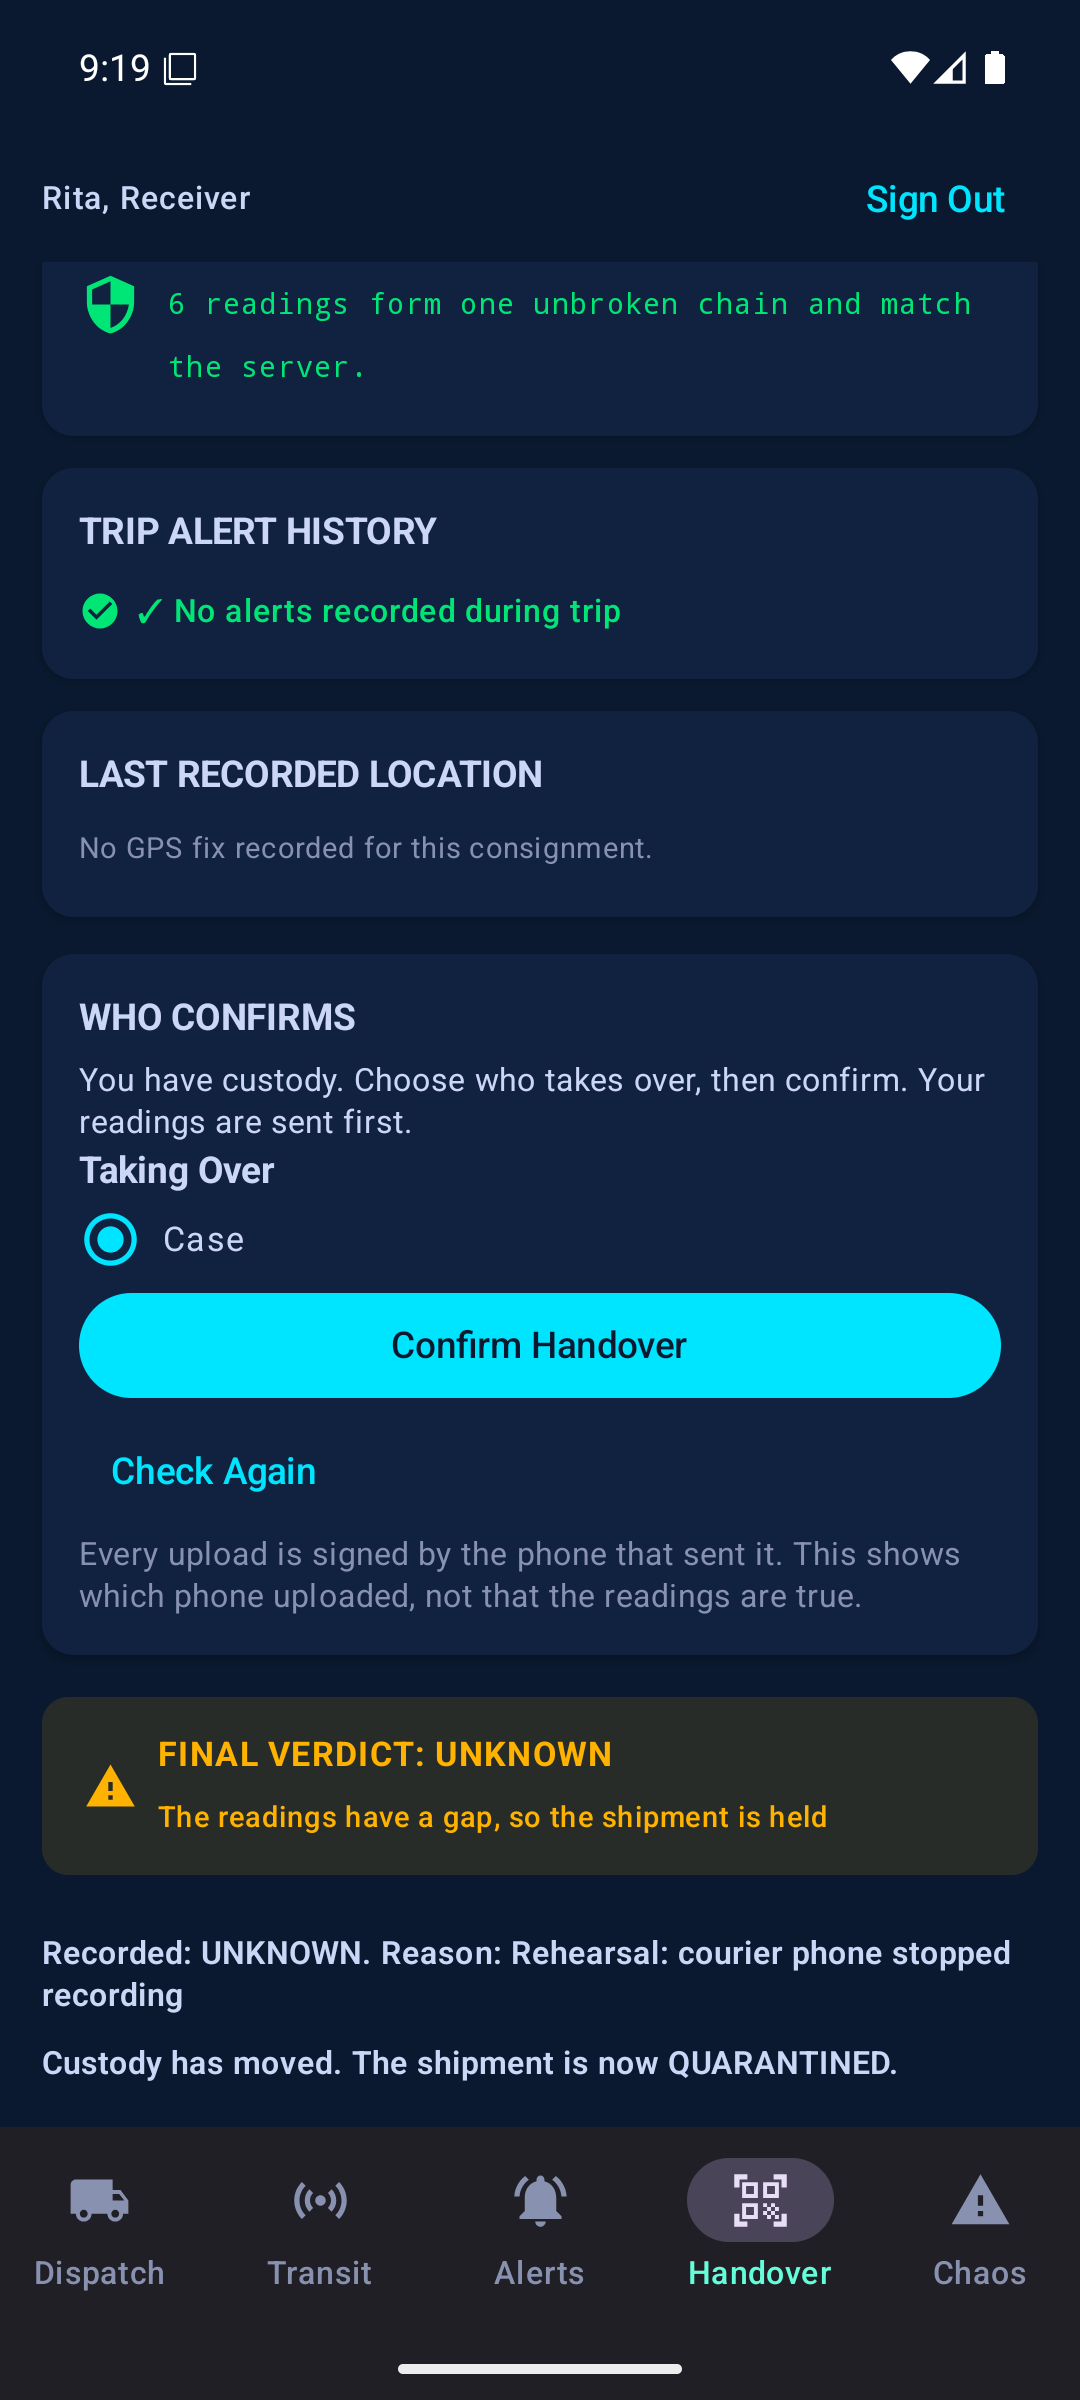 9:19
Rita, Receiver
Sign Out
6 readings form one unbroken chain and match
the server.
TRIP ALERT HISTORY
✓ No alerts recorded during trip
LAST RECORDED LOCATION
No GPS fix recorded for this consignment.
WHO CONFIRMS
You have custody. Choose who takes over, then confirm. Your
readings are sent first.
Taking Over
Case
Confirm Handover
Check Again
Every upload is signed by the phone that sent it. This shows
which phone uploaded, not that the readings are true.
FINAL VERDICT: UNKNOWN
The readings have a gap, so the shipment is held
Recorded: UNKNOWN. Reason: Rehearsal: courier phone stopped
recording
Custody has moved. The shipment is now QUARANTINED.
Dispatch
Transit
Alerts
Handover
Chaos